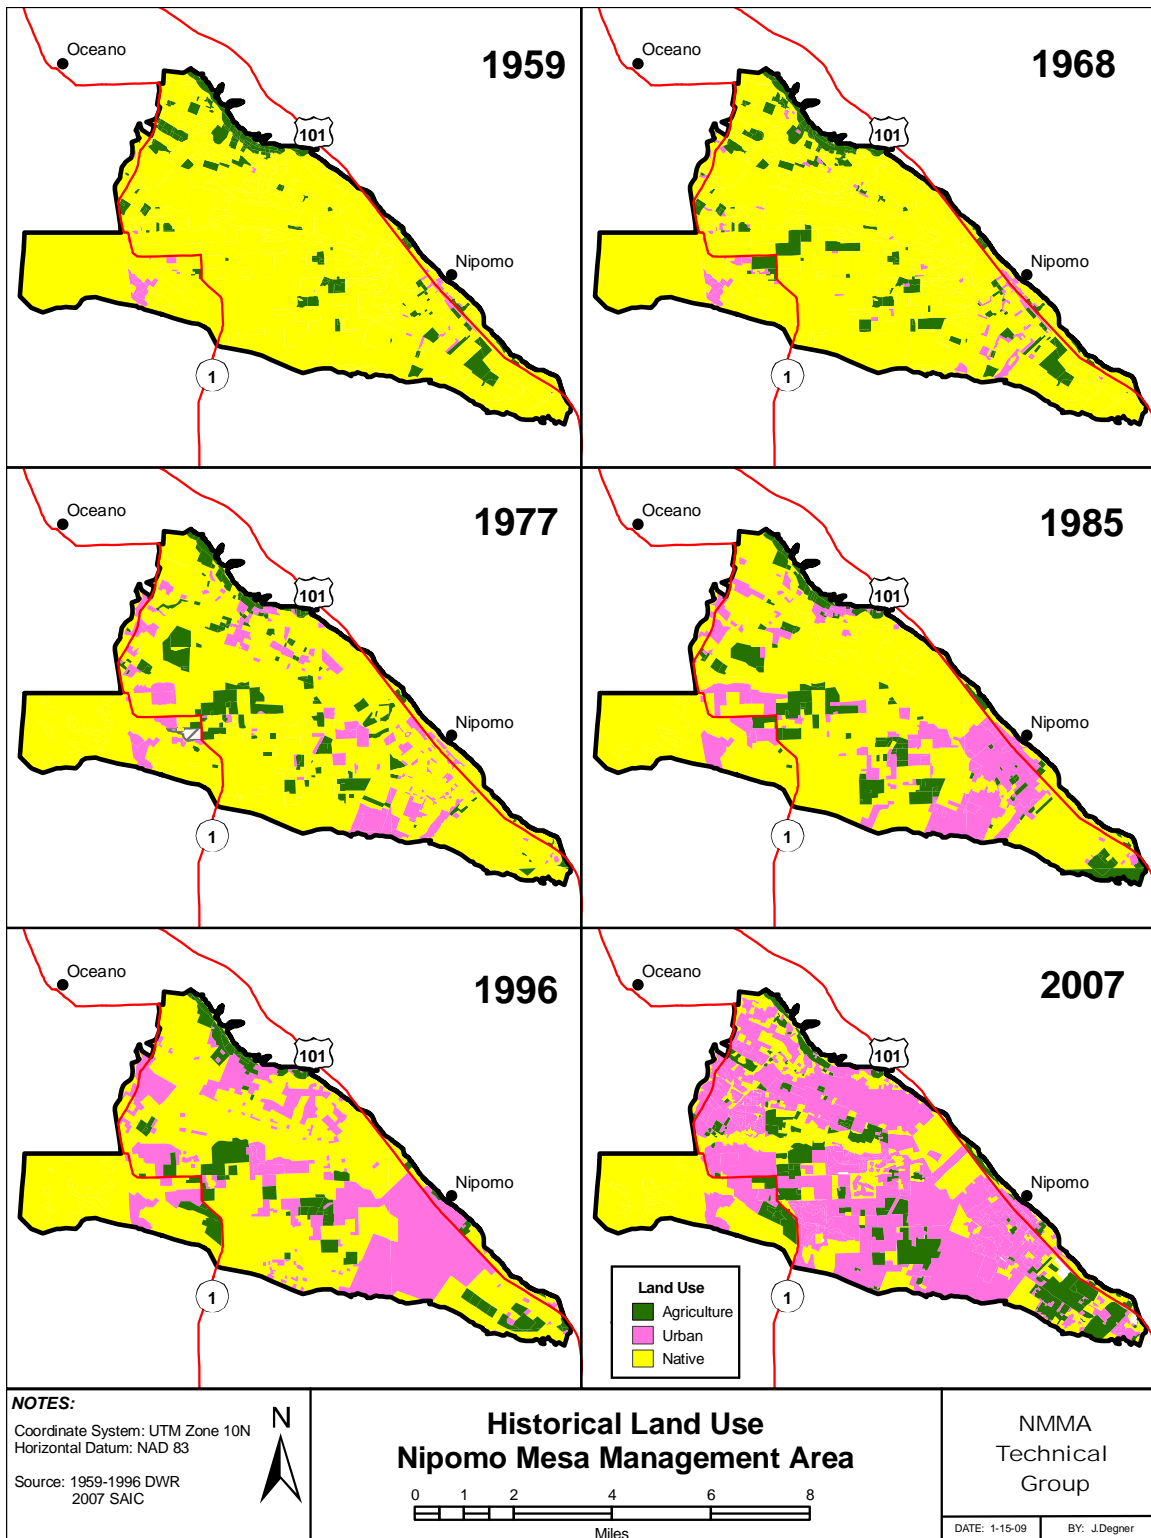 Oceano
1959
101
Nipomo
1
Oceano
1968
101
Nipomo
1
Oceano
1977
101
Nipomo
1
Oceano
1985
101
Nipomo
1
Oceano
1996
101
Nipomo
1
Oceano
2007
101
Nipomo
1
Land Use
Agriculture
Urban
Native
NOTES:
Coordinate System: UTM Zone 10N
Horizontal Datum: NAD 83
Source: 1959-1996 DWR
2007 SAIC
N
Historical Land Use
Nipomo Mesa Management Area
0 1 2 4 6 8
Miles
NMMA
Technical
Group
DATE: 1-15-09
BY: J.Degner